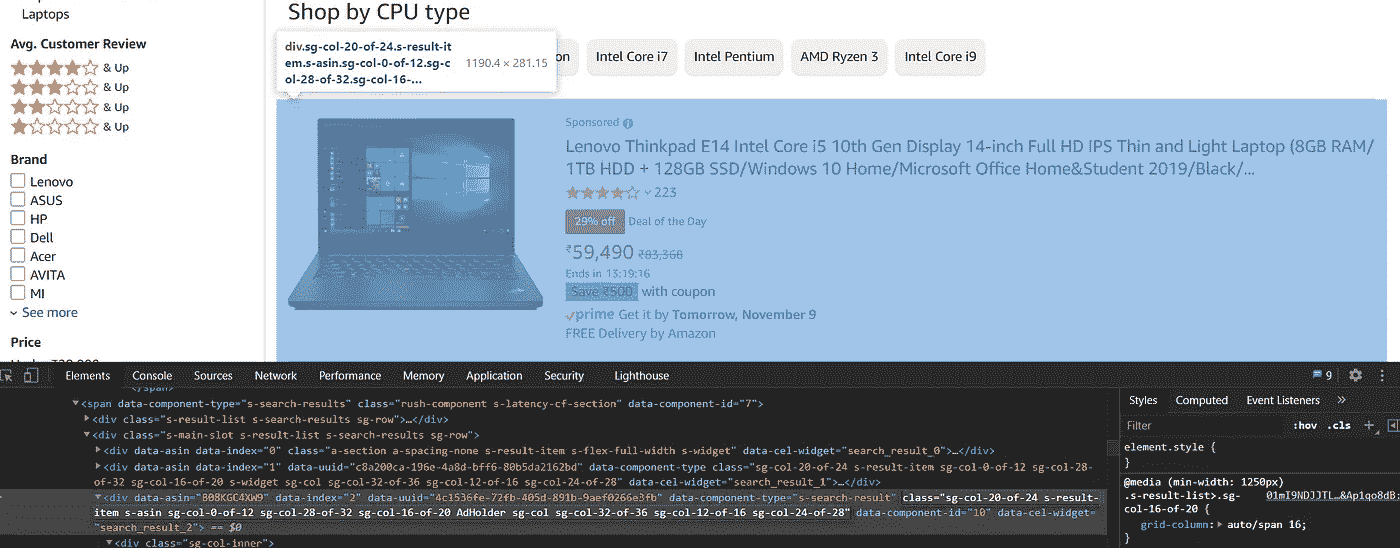 Laptops
Avg. Customer Review
& Up
& Up
& Up
& Up
Brand
Lenovo
ASUS
HP
Dell
Acer
AVITA
MI
See more
Price
Shop by CPU type
div.sg-col-20-of-24.s-result-it
em.s-asin.sg-col-0-of-12.sg-c
ol-28-of-32.sg-col-16-...
1190.4 × 281.15
on
Intel Core i7
Intel Pentium
AMD Ryzen 3
Intel Core i9
Sponsored
Lenovo Thinkpad E14 Intel Core i5 10th Gen Display 14-inch Full HD IPS Thin and Light Laptop (8GB RAM/
1TB HDD + 128GB SSD/Windows 10 Home/Microsoft Office Home&Student 2019/Black/...
223
29% off Deal of the Day
₹59,490 ₹83,368
Ends in 13:19:16
Save ₹500 with coupon
prime Get it by Tomorrow, November 9
FREE Delivery by Amazon
Elements Console Sources Network Performance Memory Application Security Lighthouse 9
</span>
<span data-component-type="s-search-results" class="rush-component s-latency-cf-section" data-component-id="7">
<div class="s-result-list s-search-results sg-row">…</div>
<div class="s-main-slot s-result-list s-search-results sg-row">
<div data-asin data-index="0" class="a-section a-spacing-none s-result-item s-flex-full-width s-widget" data-cel-widget="search_result_0">…</div>
<div data-asin data-index="1" data-uuid="c8a200ca-196e-4a8d-bff6-80b5da2162bd" data-component-type class="sg-col-20-of-24 s-result-item sg-col-0-of-12 sg-col-28-
of-32 sg-col-16-of-20 s-widget sg-col sg-col-32-of-36 sg-col-12-of-16 sg-col-24-of-28" data-cel-widget="search_result_1">…</div>
<div data-asin="B08KGC4XW9" data-index="2" data-uuid="4c1536fe-72fb-405d-891b-9aef0266e3fb" data-component-type="s-search-result" class="sg-col-20-of-24 s-result-
item s-asin sg-col-0-of-12 sg-col-28-of-32 sg-col-16-of-20 AdHolder sg-col sg-col-32-of-36 sg-col-12-of-16 sg-col-24-of-28" data-component-id="10" data-cel-widget=
"search_result_2"> == $0
<div class="sg-col-inner">
Styles Computed Event Listeners »
Filter :hov .cls +
element.style {
}
@media (min-width: 1250px)
.s-result-list>.sg- 01mI9NDJJTL…&Ap1qo8dB:
col-16-of-20 {
grid-column: auto/span 16;
}